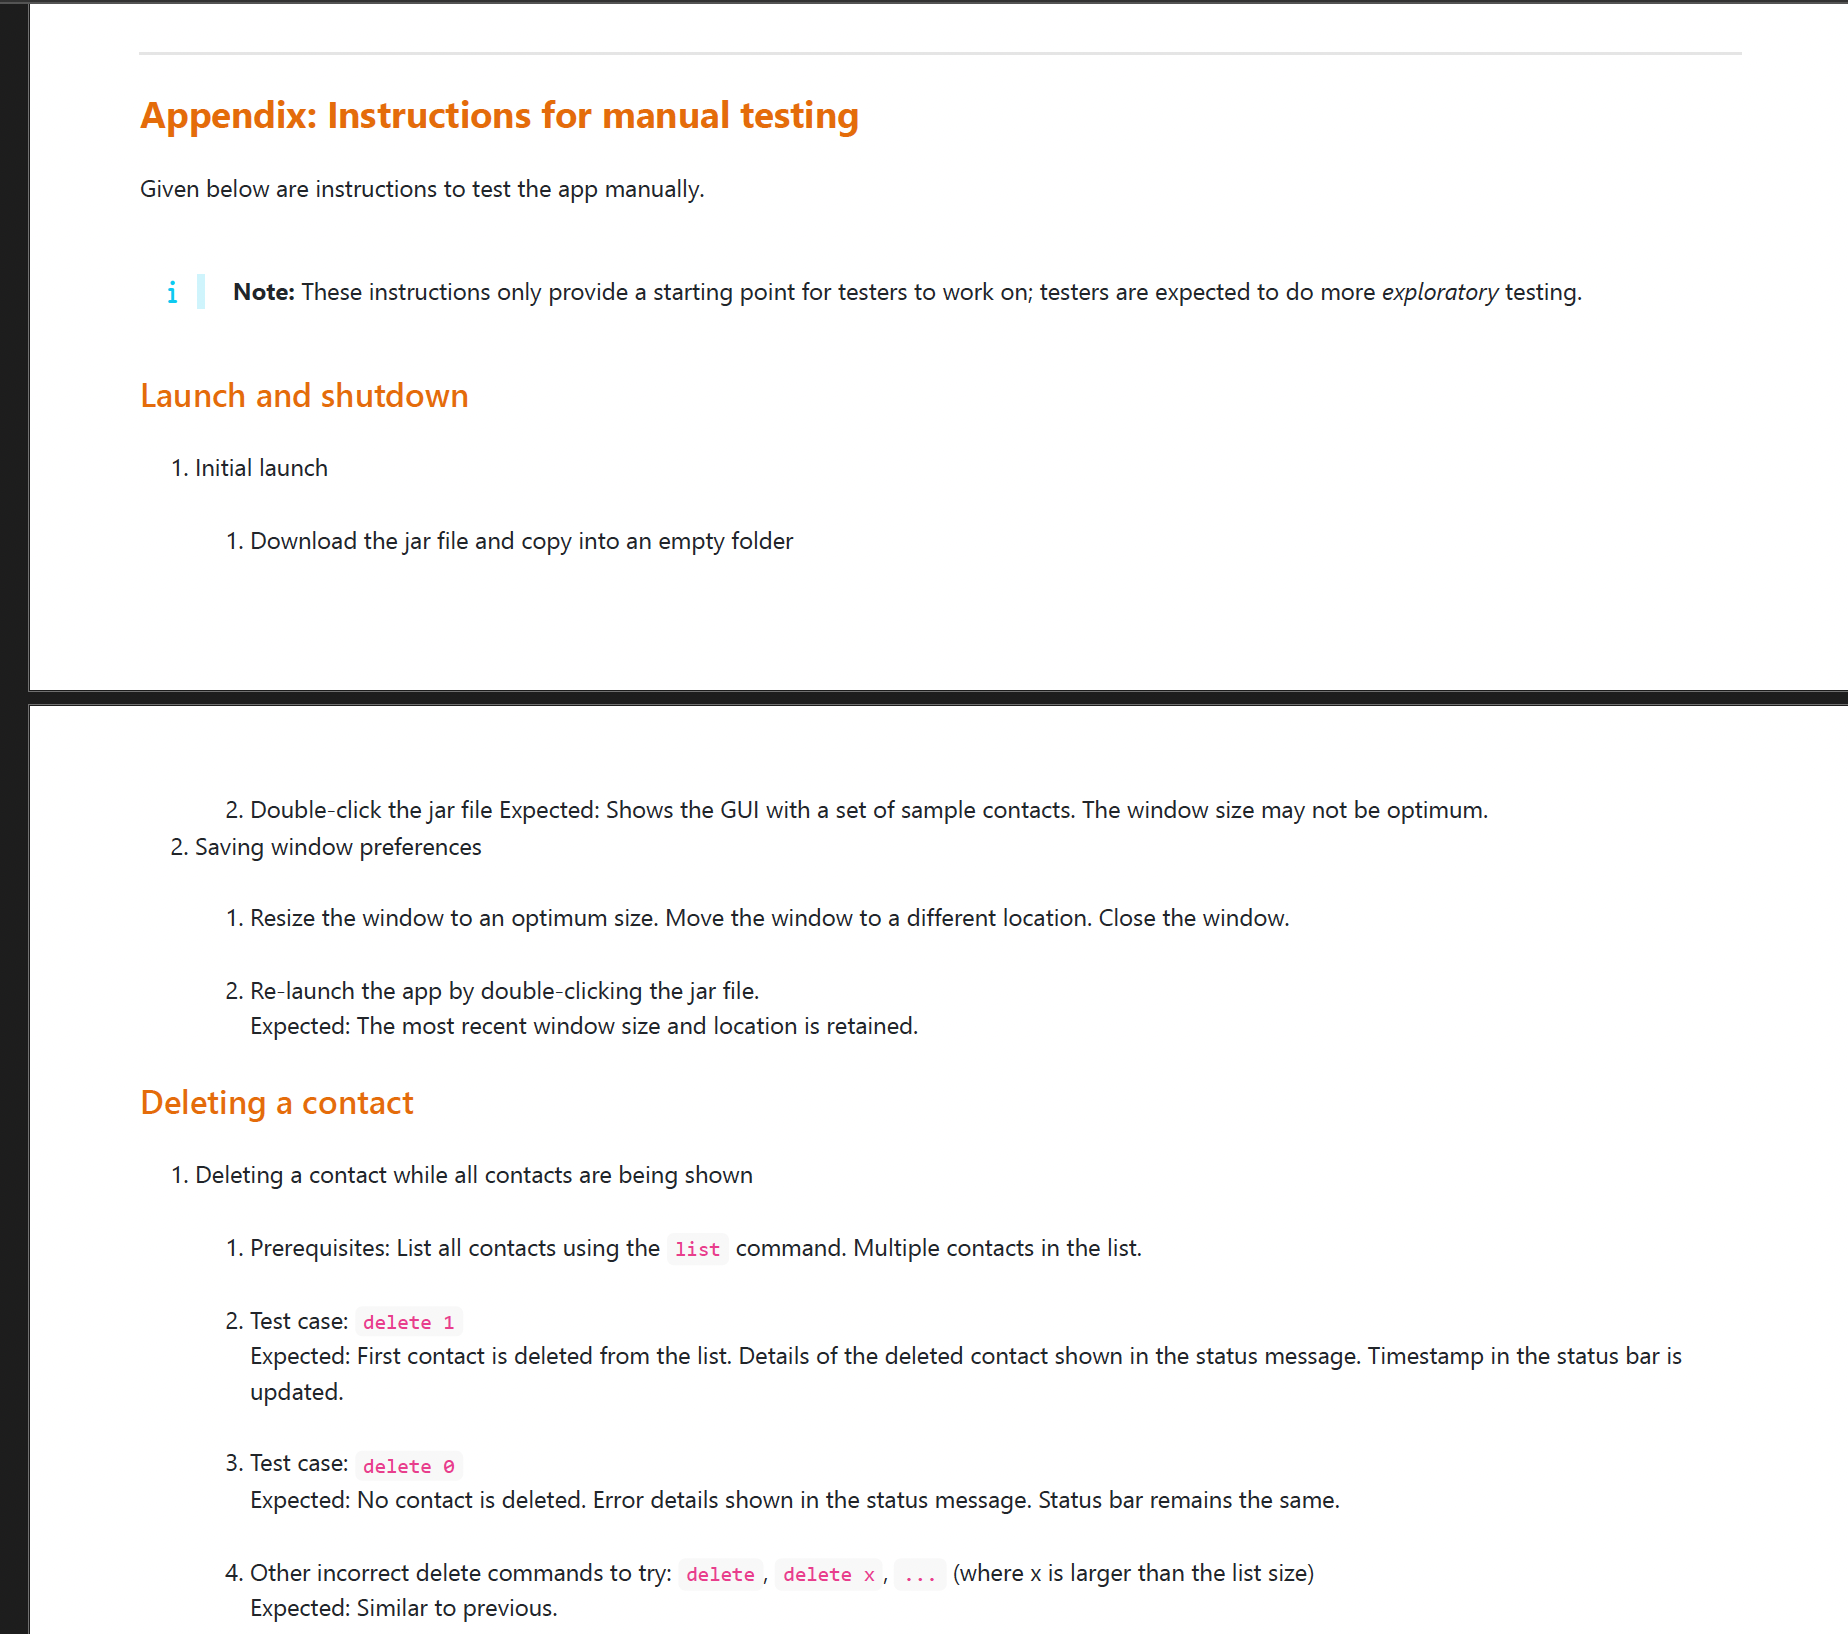 Appendix: Instructions for manual testing
Given below are instructions to test the app manually.
i Note: These instructions only provide a starting point for testers to work on; testers are expected to do more exploratory testing.
Launch and shutdown
1. Initial launch
1. Download the jar file and copy into an empty folder
2. Double-click the jar file Expected: Shows the GUI with a set of sample contacts. The window size may not be optimum.
2. Saving window preferences
1. Resize the window to an optimum size. Move the window to a different location. Close the window.
2. Re-launch the app by double-clicking the jar file.
Expected: The most recent window size and location is retained.
Deleting a contact
1. Deleting a contact while all contacts are being shown
1. Prerequisites: List all contacts using the list command. Multiple contacts in the list.
2. Test case: delete 1
Expected: First contact is deleted from the list. Details of the deleted contact shown in the status message. Timestamp in the status bar is
updated.
3. Test case: delete 0
Expected: No contact is deleted. Error details shown in the status message. Status bar remains the same.
4. Other incorrect delete commands to try: delete, delete x, ... (where x is larger than the list size)
Expected: Similar to previous.